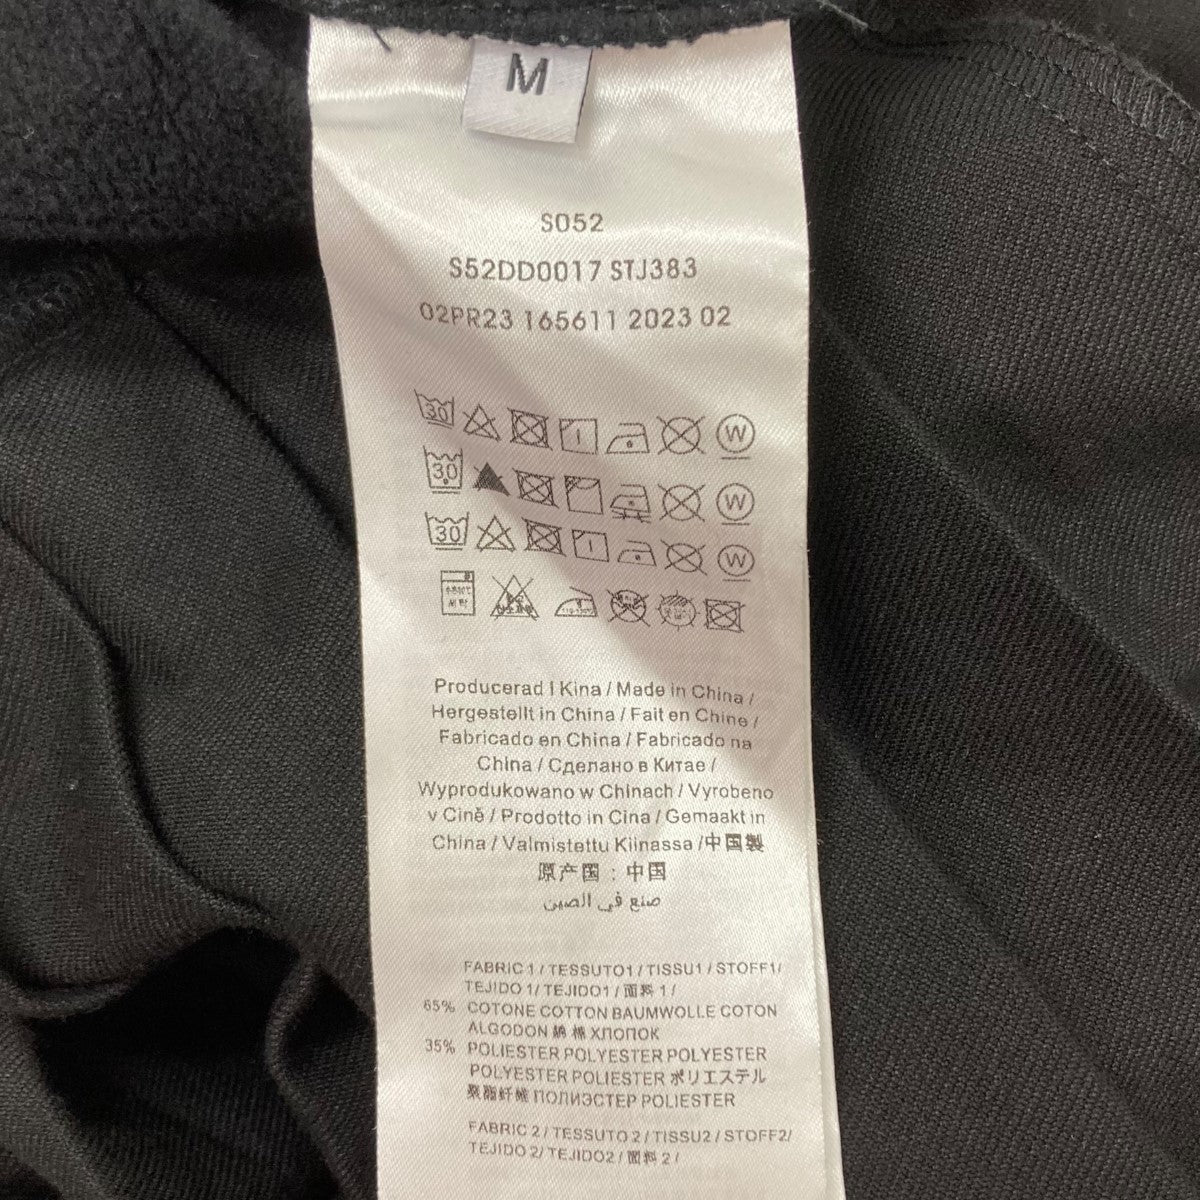 M
S052
S52DD0017 STJ383
02PR23 165611 2023 02
30 W
30 W
30 W
Producerad I Kina / Made in China /
Hergestellt in China / Fait en Chine /
Fabricado en China / Fabricado na
China / Сделано в Китае /
Wyprodukowano w Chinach / Vyrobeno
v Cině / Prodotto in Cina / Gemaakt in
China / Valmistettu Kiinassa /中国製
原产国 : 中国
صنع في الصين
FABRIC 1 / TESSUTO1 / TISSU1 / STOFF1/
TEJIDO 1/ TEJIDO1 / 面料 1 /
65% COTONE COTTON BAUMWOLLE COTON
ALGODON 綿 棉 ХЛОПОК
35% POLIESTER POLYESTER POLYESTER
POLYESTER POLIESTER ポリエステル
聚酯纤维 ПОЛИЭСТЕР POLIESTER
FABRIC 2 / TESSUTO 2 / TISSU2 / STOFF2/
TEJIDO 2/ TEJIDO2 / 面料 2 /